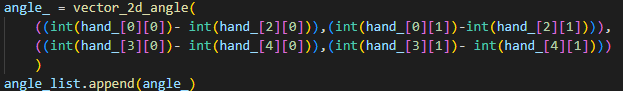 angle_ = vector_2d_angle(
((int(hand_[0][0])- int(hand_[2][0])),(int(hand_[0][1])-int(hand_[2][1]))),
((int(hand_[3][0])- int(hand_[4][0])),(int(hand_[3][1])- int(hand_[4][1])))
)
angle_list.append(angle_)